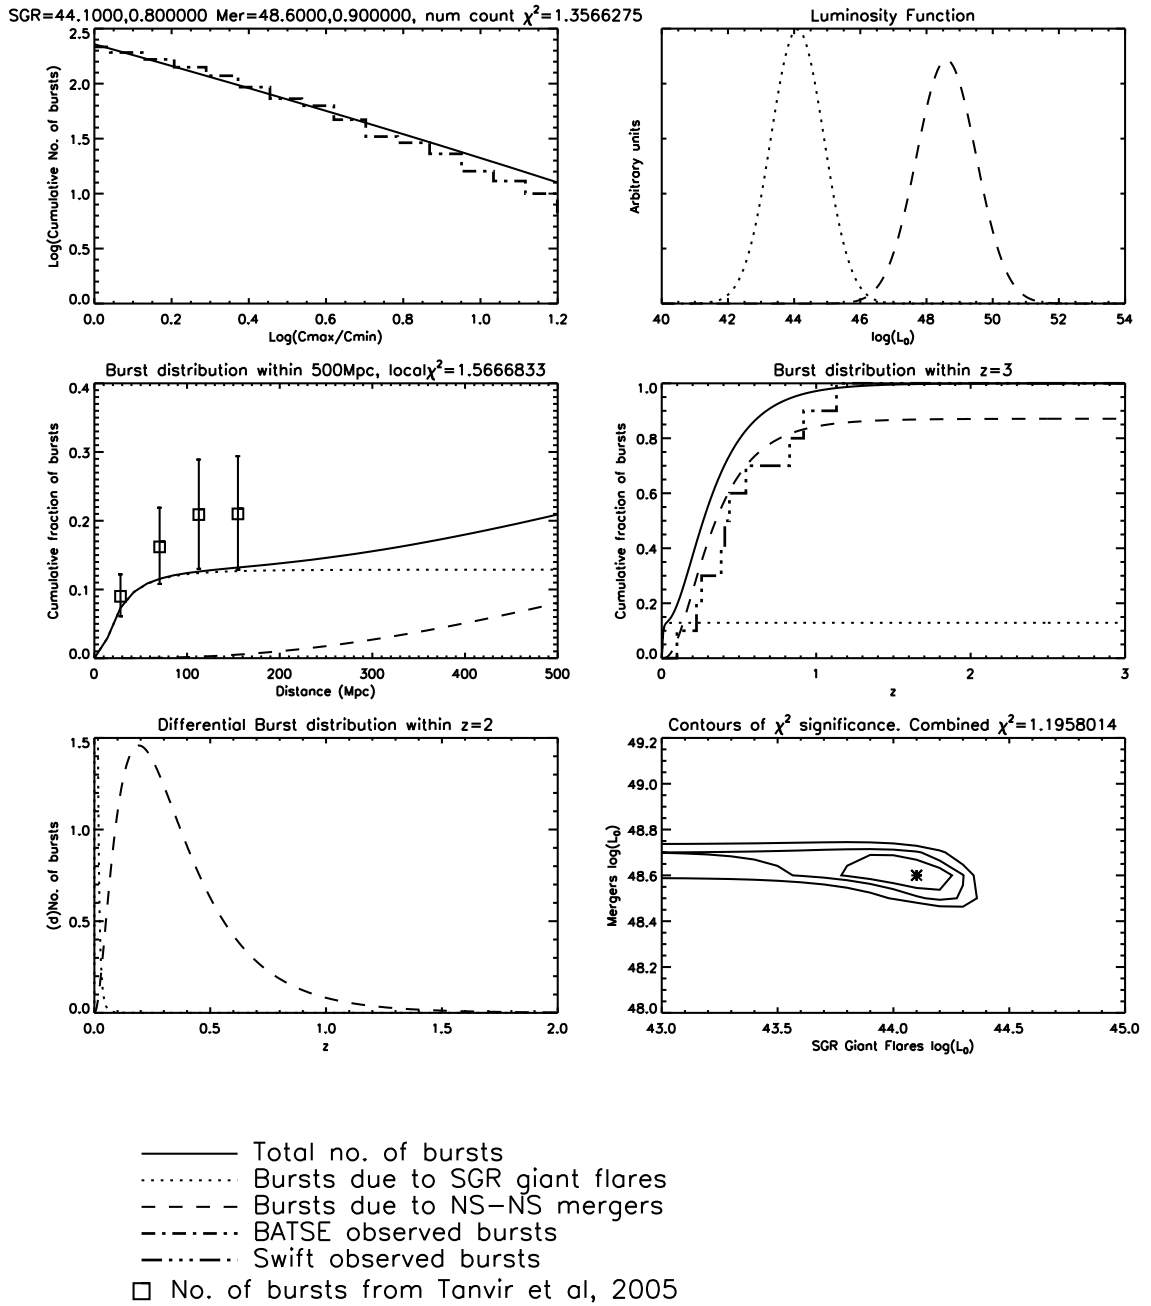 SGR=44.1000,0.800000 Mer=48.6000,0.900000, num count χ²=1.3566275
2.5
2.0
1.5
1.0
0.5
0.0
Log(Cumulative No. of bursts)
0.0 0.2 0.4 0.6 0.8 1.0 1.2
Log(Cmax/Cmin)
Luminosity Function
Arbitrary units
40 42 44 46 48 50 52 54
log(L₀)
Burst distribution within 500Mpc, localχ²=1.5666833
0.4
0.3
0.2
0.1
0.0
Cumulative fraction of bursts
0 100 200 300 400 500
Distance (Mpc)
Burst distribution within z=3
1.0
0.8
0.6
0.4
0.2
0.0
Cumulative fraction of bursts
0 1 2 3
z
Differential Burst distribution within z=2
1.5
1.0
0.5
0.0
(d)No. of bursts
0.0 0.5 1.0 1.5 2.0
z
Contours of χ² significance. Combined χ²=1.1958014
49.2
49.0
48.8
48.6
48.4
48.2
48.0
Mergers log(L₀)
43.0 43.5 44.0 44.5 45.0
SGR Giant Flares log(L₀)
Total no. of bursts
Bursts due to SGR giant flares
Bursts due to NS−NS mergers
BATSE observed bursts
Swift observed bursts
No. of bursts from Tanvir et al, 2005